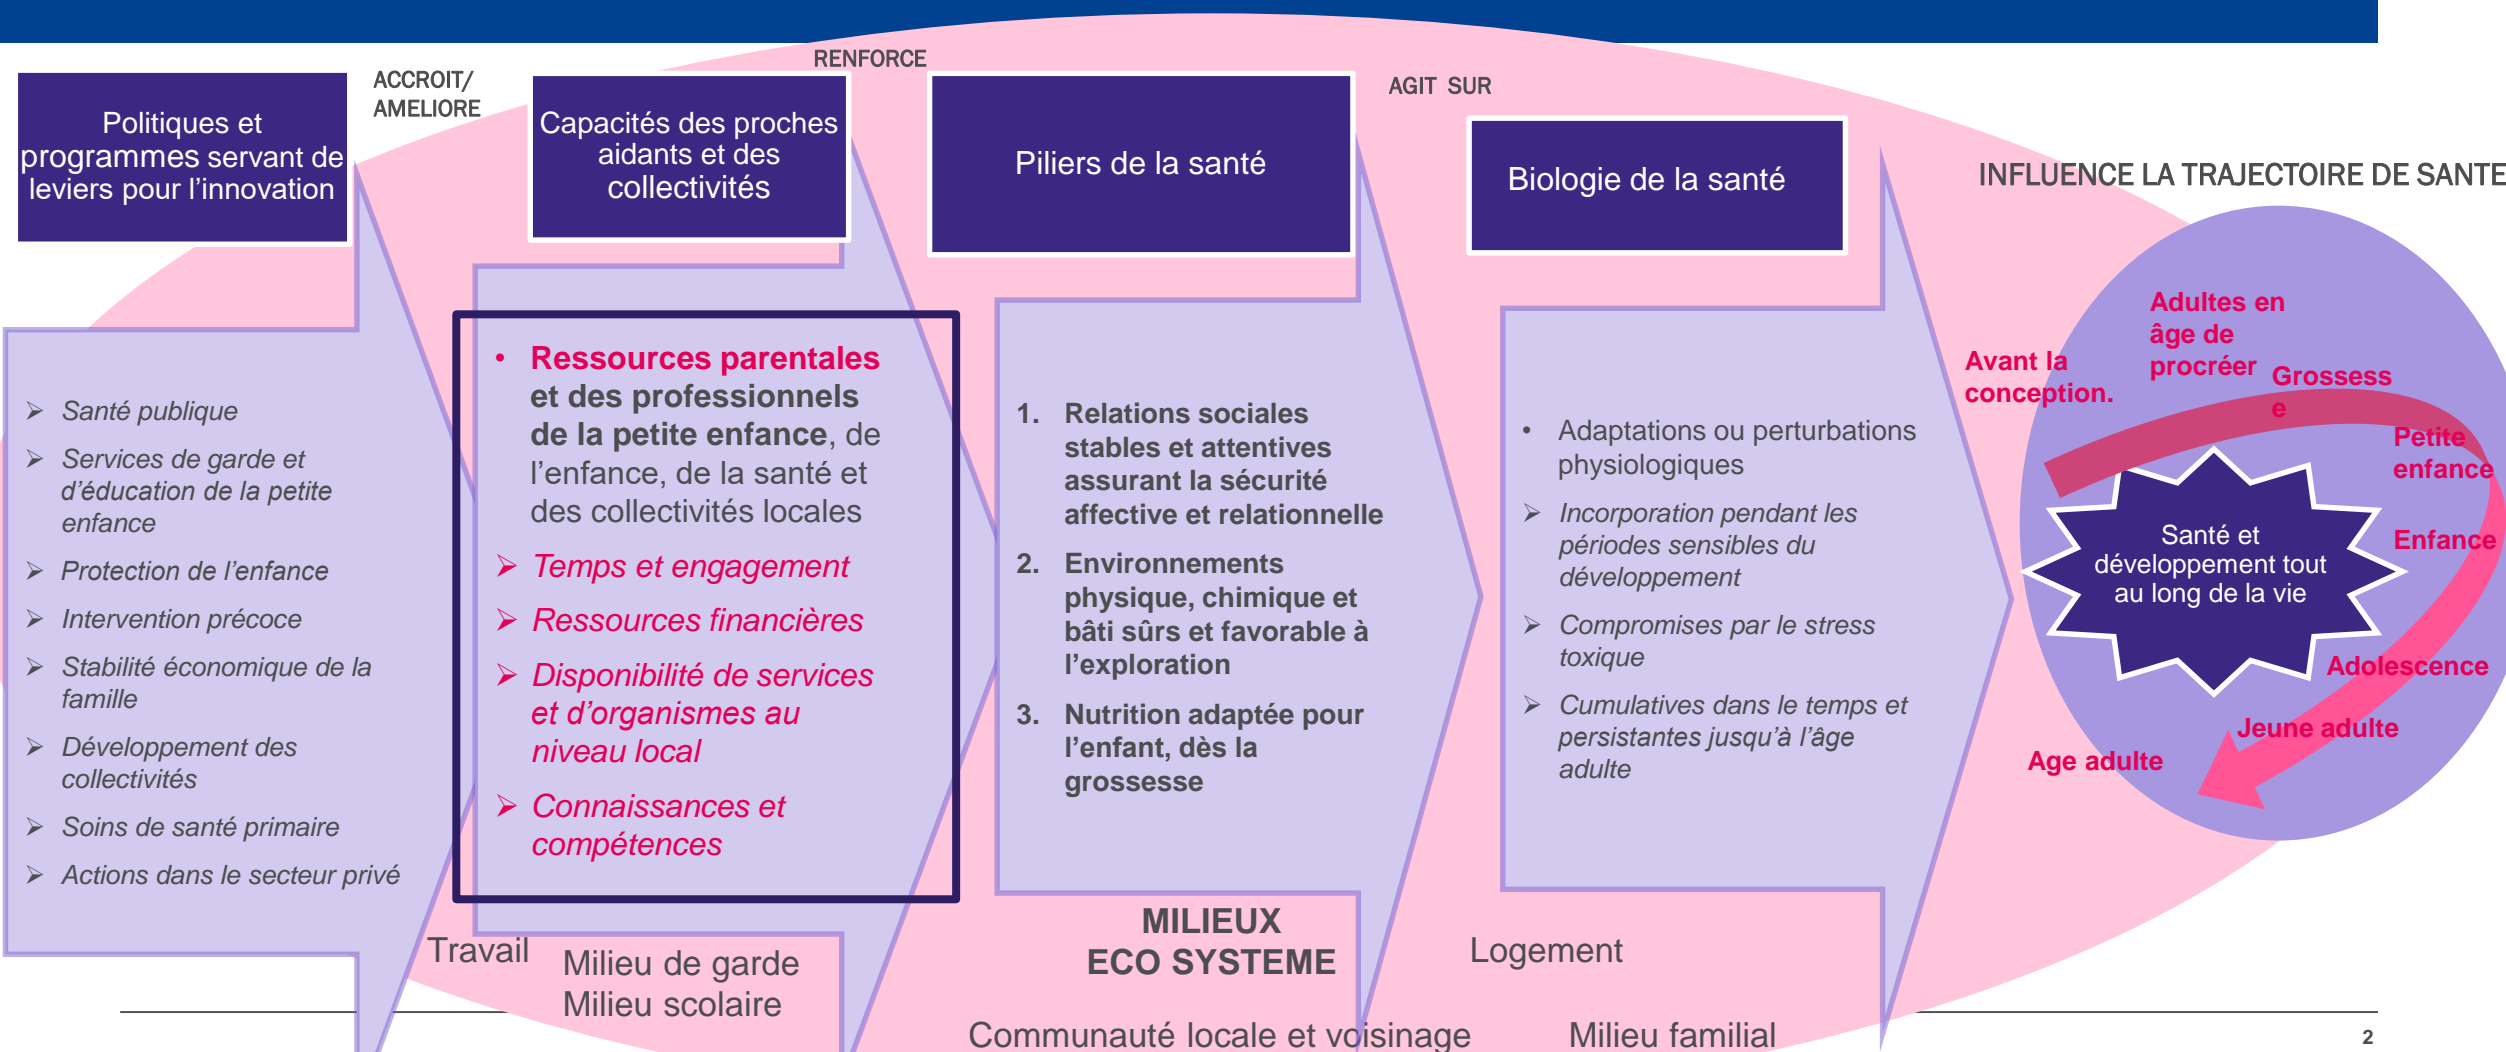 Politiques et
programmes servant de
leviers pour l’innovation
ACCROIT/
AMELIORE
Capacités des proches
aidants et des
collectivités
RENFORCE
Piliers de la santé
AGIT SUR
Biologie de la santé
INFLUENCE LA TRAJECTOIRE DE SANTE
➢ Santé publique
➢ Services de garde et
d’éducation de la petite
enfance
➢ Protection de l’enfance
➢ Intervention précoce
➢ Stabilité économique de la
famille
➢ Développement des
collectivités
➢ Soins de santé primaire
➢ Actions dans le secteur privé
• Ressources parentales
et des professionnels
de la petite enfance, de
l’enfance, de la santé et
des collectivités locales
➢ Temps et engagement
➢ Ressources financières
➢ Disponibilité de services
et d’organismes au
niveau local
➢ Connaissances et
compétences
1. Relations sociales
stables et attentives
assurant la sécurité
affective et relationnelle
2. Environnements
physique, chimique et
bâti sûrs et favorable à
l’exploration
3. Nutrition adaptée pour
l’enfant, dès la
grossesse
• Adaptations ou perturbations
physiologiques
➢ Incorporation pendant les
périodes sensibles du
développement
➢ Compromises par le stress
toxique
➢ Cumulatives dans le temps et
persistantes jusqu’à l’âge
adulte
Avant la
conception.
Adultes en
âge de
procréer
Grossess
e
Petite
enfance
Enfance
Adolescence
Jeune adulte
Age adulte
Santé et
développement tout
au long de la vie
Travail
Milieu de garde
Milieu scolaire
MILIEUX
ECO SYSTEME
Logement
Communauté locale et voisinage
Milieu familial
2